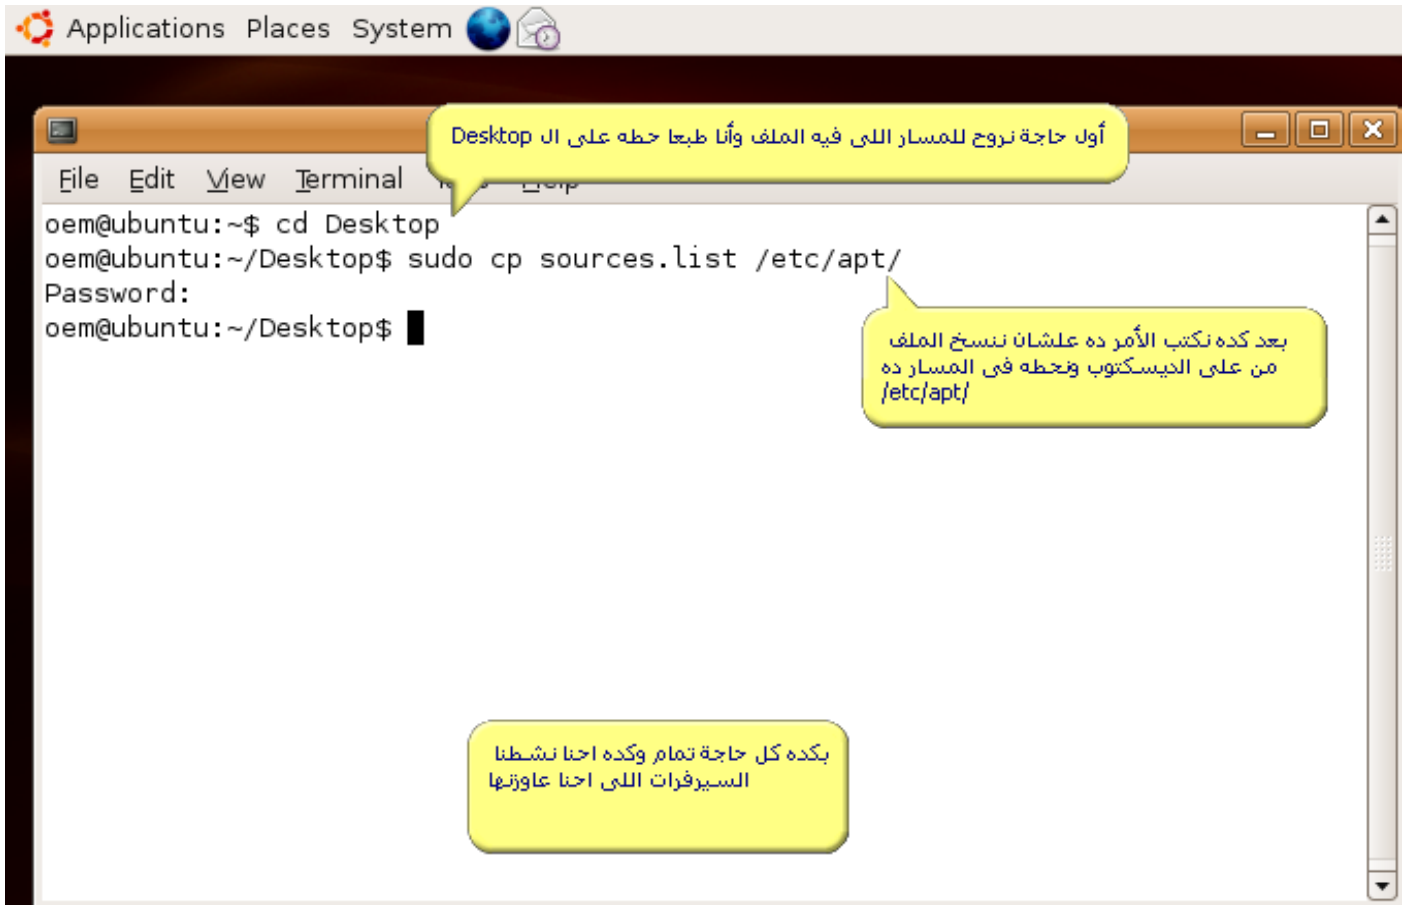 Applications Places System
أول حاجة نروح للمسار اللى فيه الملف وأنا طبعا حطه على ال Desktop
File Edit View Terminal Help
oem@ubuntu:~$ cd Desktop
oem@ubuntu:~/Desktop$ sudo cp sources.list /etc/apt/
Password:
oem@ubuntu:~/Desktop$
بعد كده نكتب الأمر ده علشان ننسخ الملف
من على الديسكتوب ونحطه فى المسار ده
/etc/apt/
بكده كل حاجة تمام وكده احنا نشطنا
السيرفرات اللى احنا عاوزنها